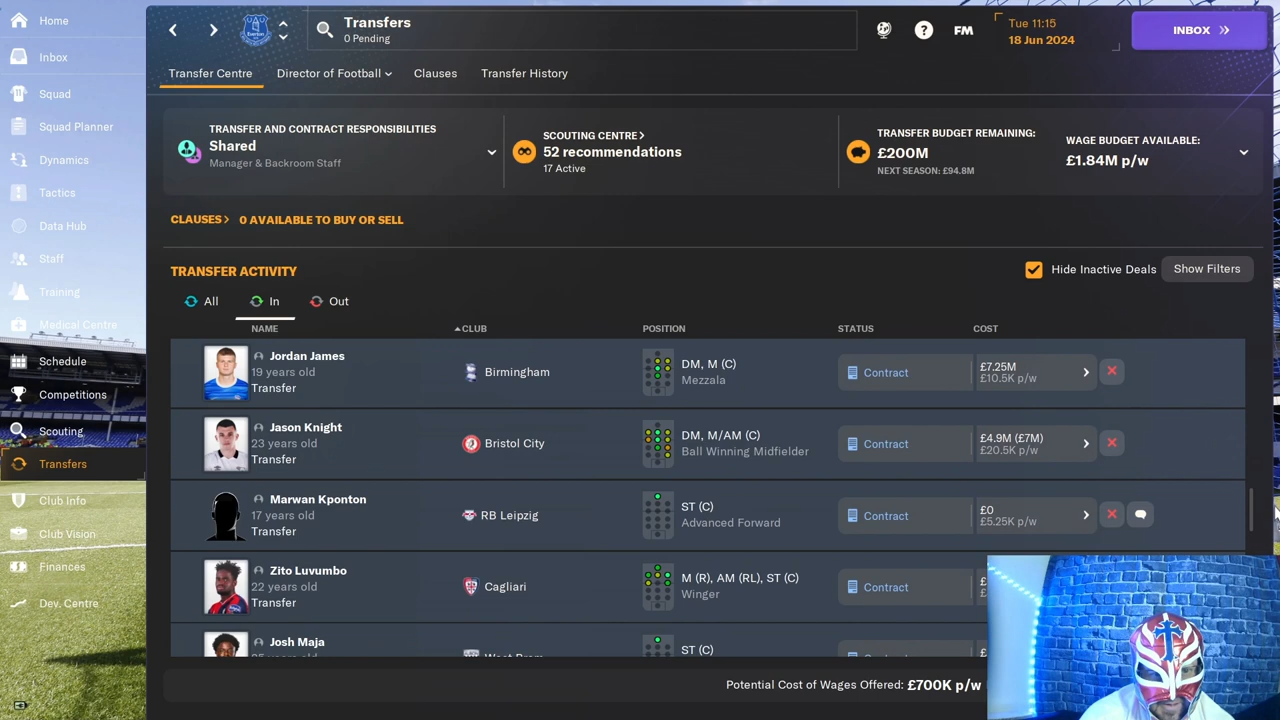 Home
Inbox
Squad
Squad Planner
Dynamics
Tactics
Data Hub
Staff
Training
Medical Centre
Schedule
Competitions
Scouting
Transfers
Club Info
Club Vision
Finances
Dev. Centre
Transfers
0 Pending
FM
Tue 11:15
18 Jun 2024
INBOX
Transfer Centre
Director of Football
Clauses
Transfer History
TRANSFER AND CONTRACT RESPONSIBILITIES
Shared
Manager & Backroom Staff
SCOUTING CENTRE >
52 recommendations
17 Active
TRANSFER BUDGET REMAINING:
£200M
NEXT SEASON: £94.8M
WAGE BUDGET AVAILABLE:
£1.84M p/w
CLAUSES > 0 AVAILABLE TO BUY OR SELL
TRANSFER ACTIVITY
Hide Inactive Deals
Show Filters
All
In
Out
NAME
CLUB
POSITION
STATUS
COST
Jordan James
19 years old
Transfer
Birmingham
DM, M (C)
Mezzala
Contract
£7.25M
£10.5K p/w
Jason Knight
23 years old
Transfer
Bristol City
DM, M/AM (C)
Ball Winning Midfielder
Contract
£4.9M (£7M)
£20.5K p/w
Marwan Kponton
17 years old
Transfer
RB Leipzig
ST (C)
Advanced Forward
Contract
£0
£5.25K p/w
Zito Luvumbo
22 years old
Transfer
Cagliari
M (R), AM (RL), ST (C)
Winger
Contract
Josh Maja
ST (C)
Potential Cost of Wages Offered: £700K p/w